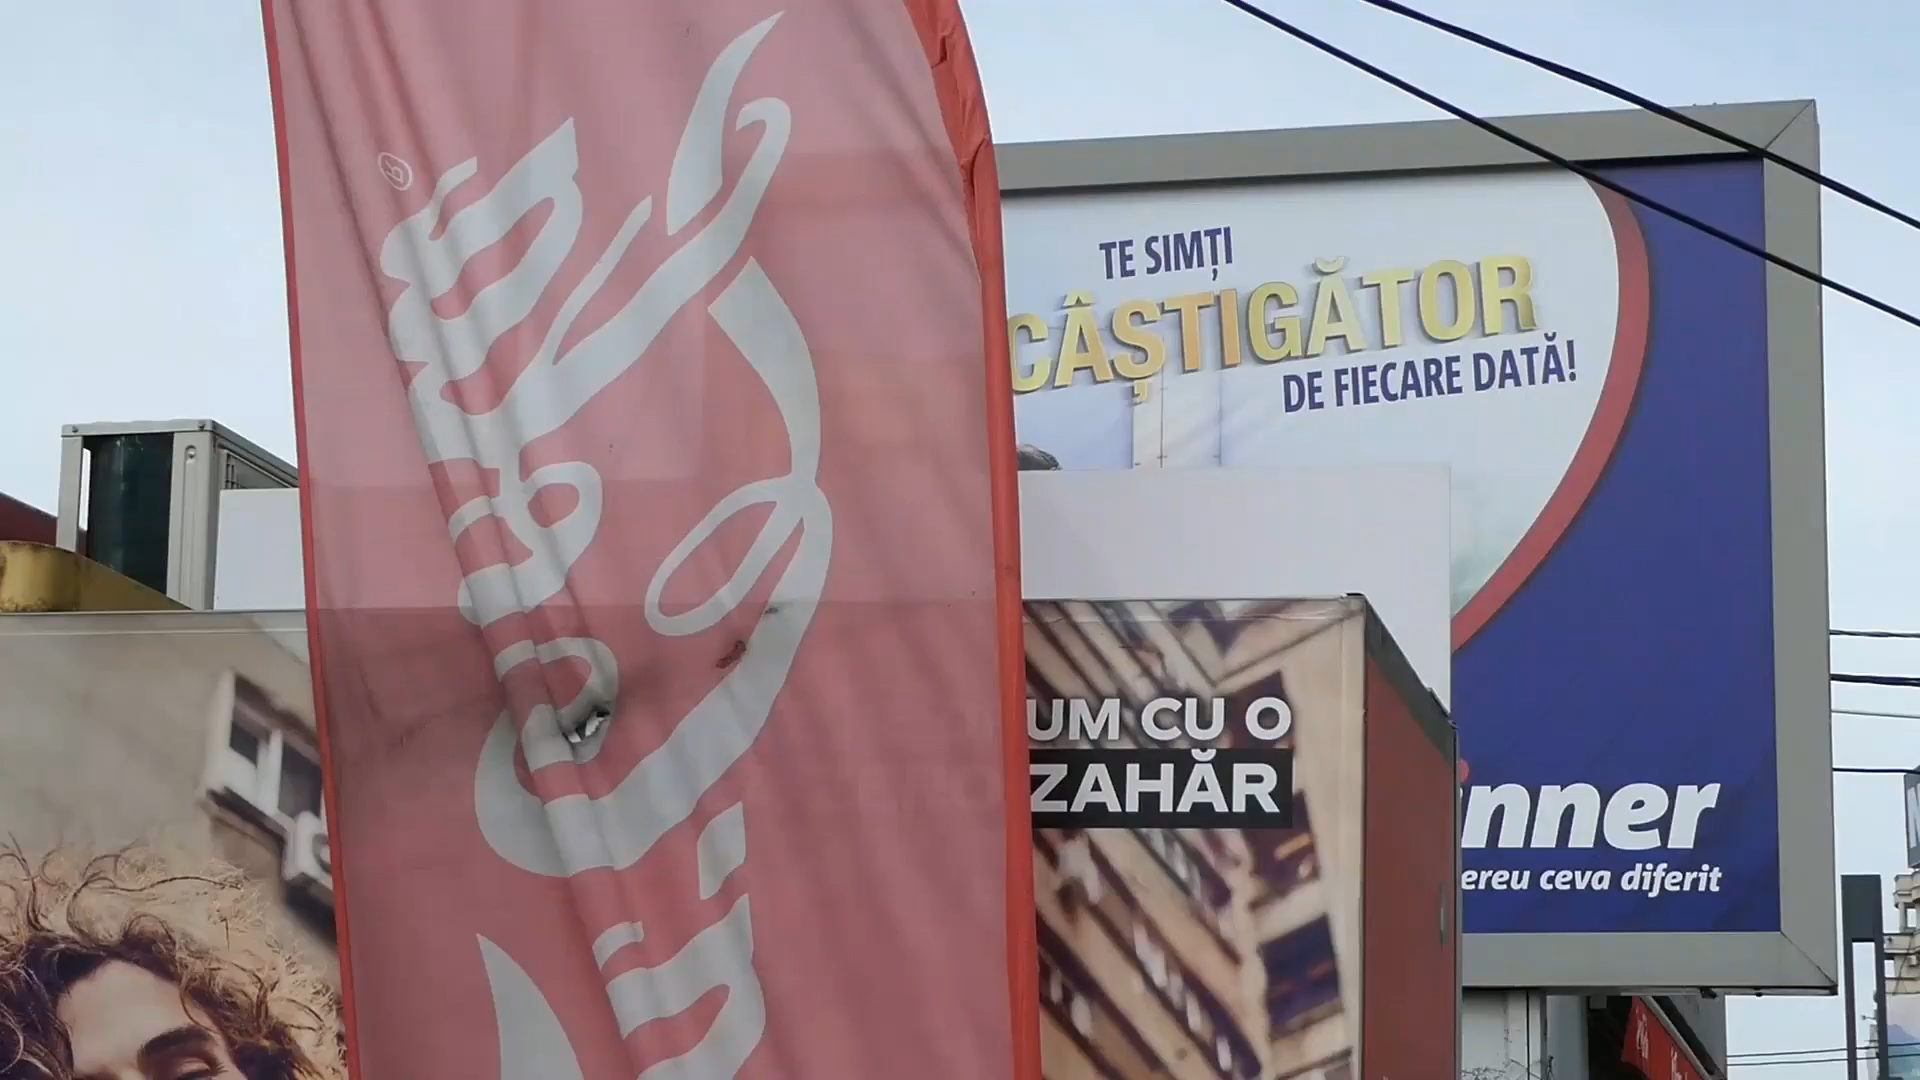 TE SIMȚI
CÂȘTIGĂTOR
DE FIECARE DATĂ!
UM CU O
ZAHĂR
inner
ereu ceva diferit